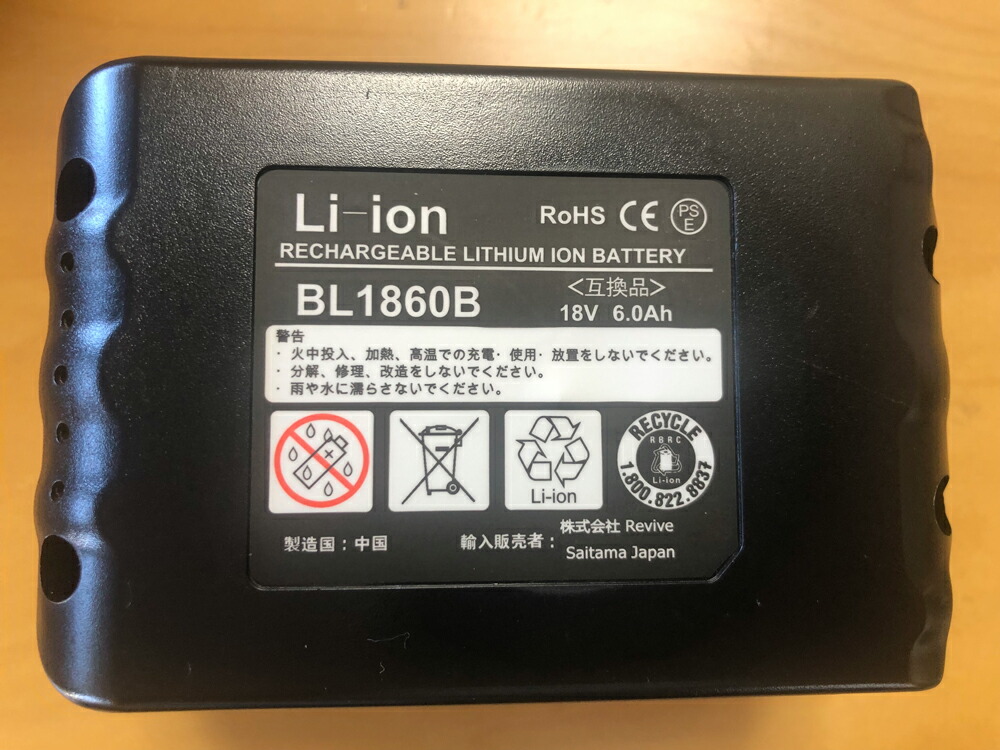 Li-ion
RoHS CE PSE
RECHARGEABLE LITHIUM ION BATTERY
BL1860B
<互換品>
18V 6.0Ah
警告
・火中投入、加熱、高温での充電・使用・放置をしないでください。
・分解、修理、改造をしないでください。
・雨や水に濡らさないでください。
Li-ion
RECYCLE
RBRC
Li-ion
1.800.822.8837
製造国：中国
輸入販売者：
株式会社 Revive
Saitama Japan